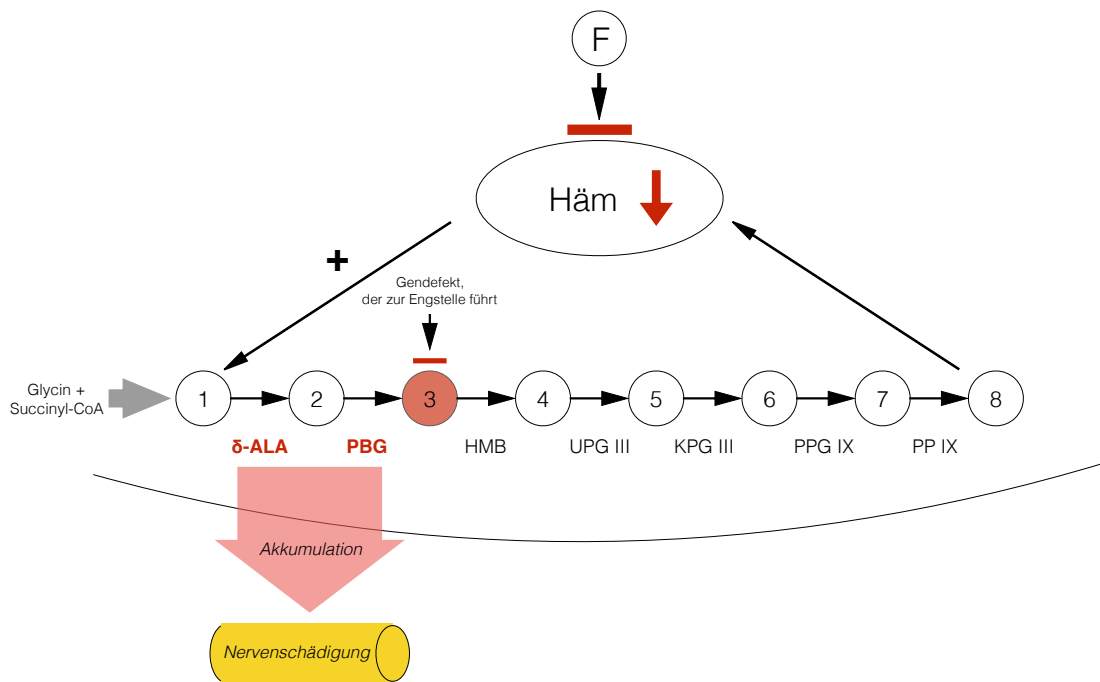 F
Häm
+
Gendefekt,
der zur Engstelle führt
Glycin +
Succinyl-CoA
1 2 3 4 5 6 7 8
δ-ALA PBG HMB UPG III KPG III PPG IX PP IX
Akkumulation
Nervenschädigung